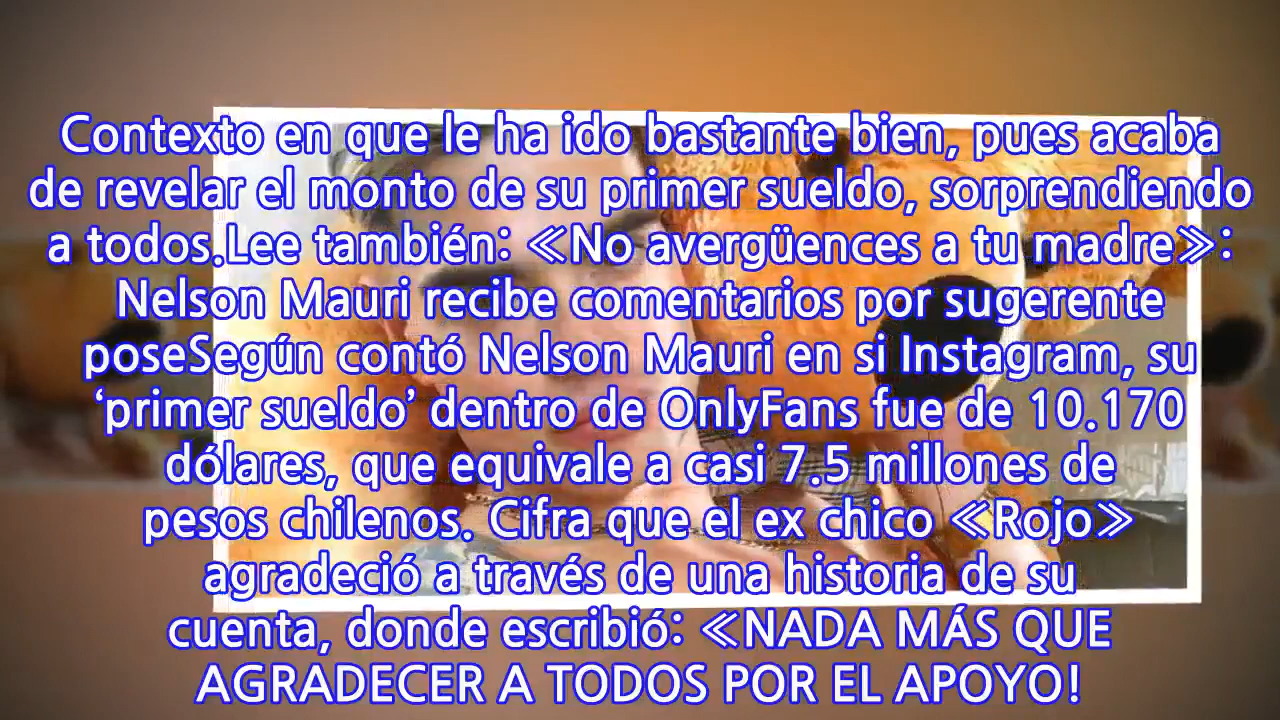 Contexto en que le ha ido bastante bien, pues acaba
de revelar el monto de su primer sueldo, sorprendiendo
a todos.Lee también: ≪No avergüences a tu madre≫:
Nelson Mauri recibe comentarios por sugerente
poseSegún contó Nelson Mauri en si Instagram, su
‘primer sueldo’ dentro de OnlyFans fue de 10.170
dólares, que equivale a casi 7.5 millones de
pesos chilenos. Cifra que el ex chico ≪Rojo≫
agradeció a través de una historia de su
cuenta, donde escribió: ≪NADA MÁS QUE
AGRADECER A TODOS POR EL APOYO!